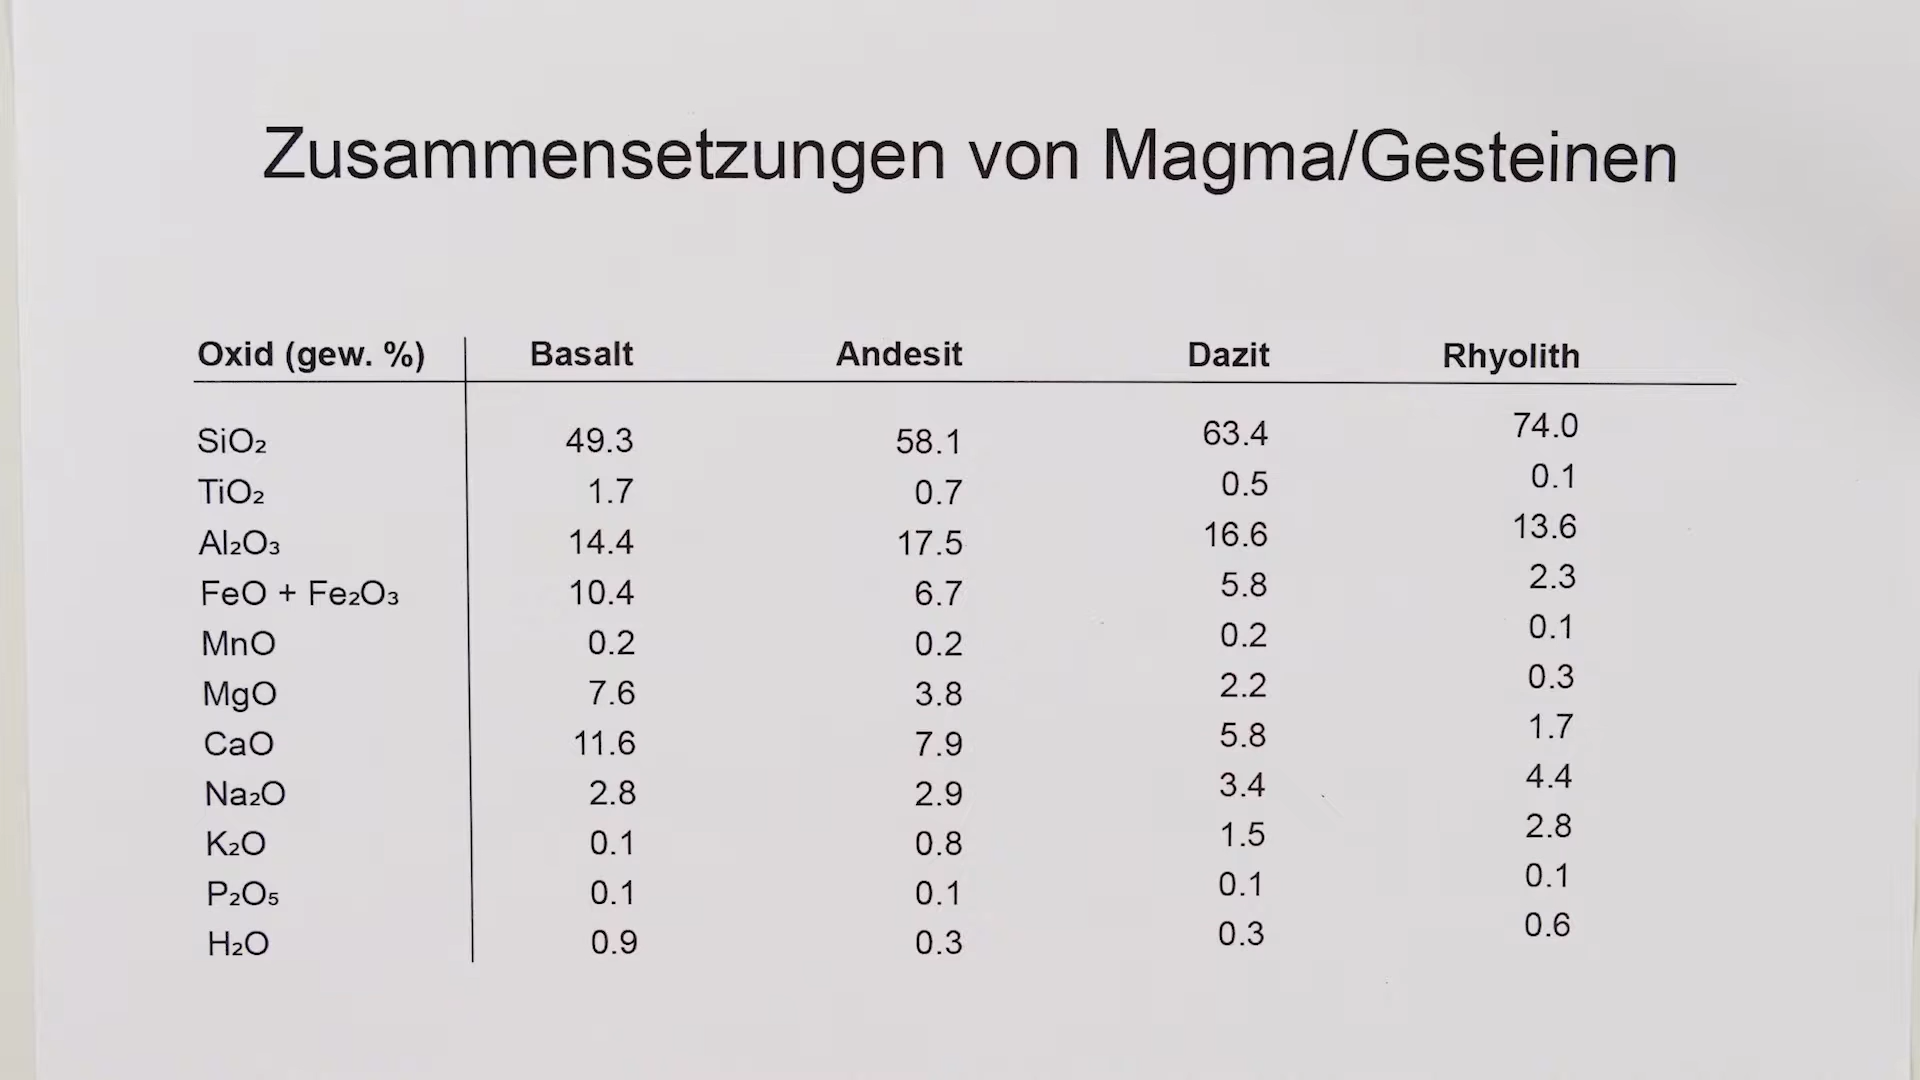 Zusammensetzungen von Magma/Gesteinen
Oxid (gew. %) Basalt Andesit Dazit Rhyolith
SiO₂ 49.3 58.1 63.4 74.0
TiO₂ 1.7 0.7 0.5 0.1
Al₂O₃ 14.4 17.5 16.6 13.6
FeO + Fe₂O₃ 10.4 6.7 5.8 2.3
MnO 0.2 0.2 0.2 0.1
MgO 7.6 3.8 2.2 0.3
CaO 11.6 7.9 5.8 1.7
Na₂O 2.8 2.9 3.4 4.4
K₂O 0.1 0.8 1.5 2.8
P₂O₅ 0.1 0.1 0.1 0.1
H₂O 0.9 0.3 0.3 0.6